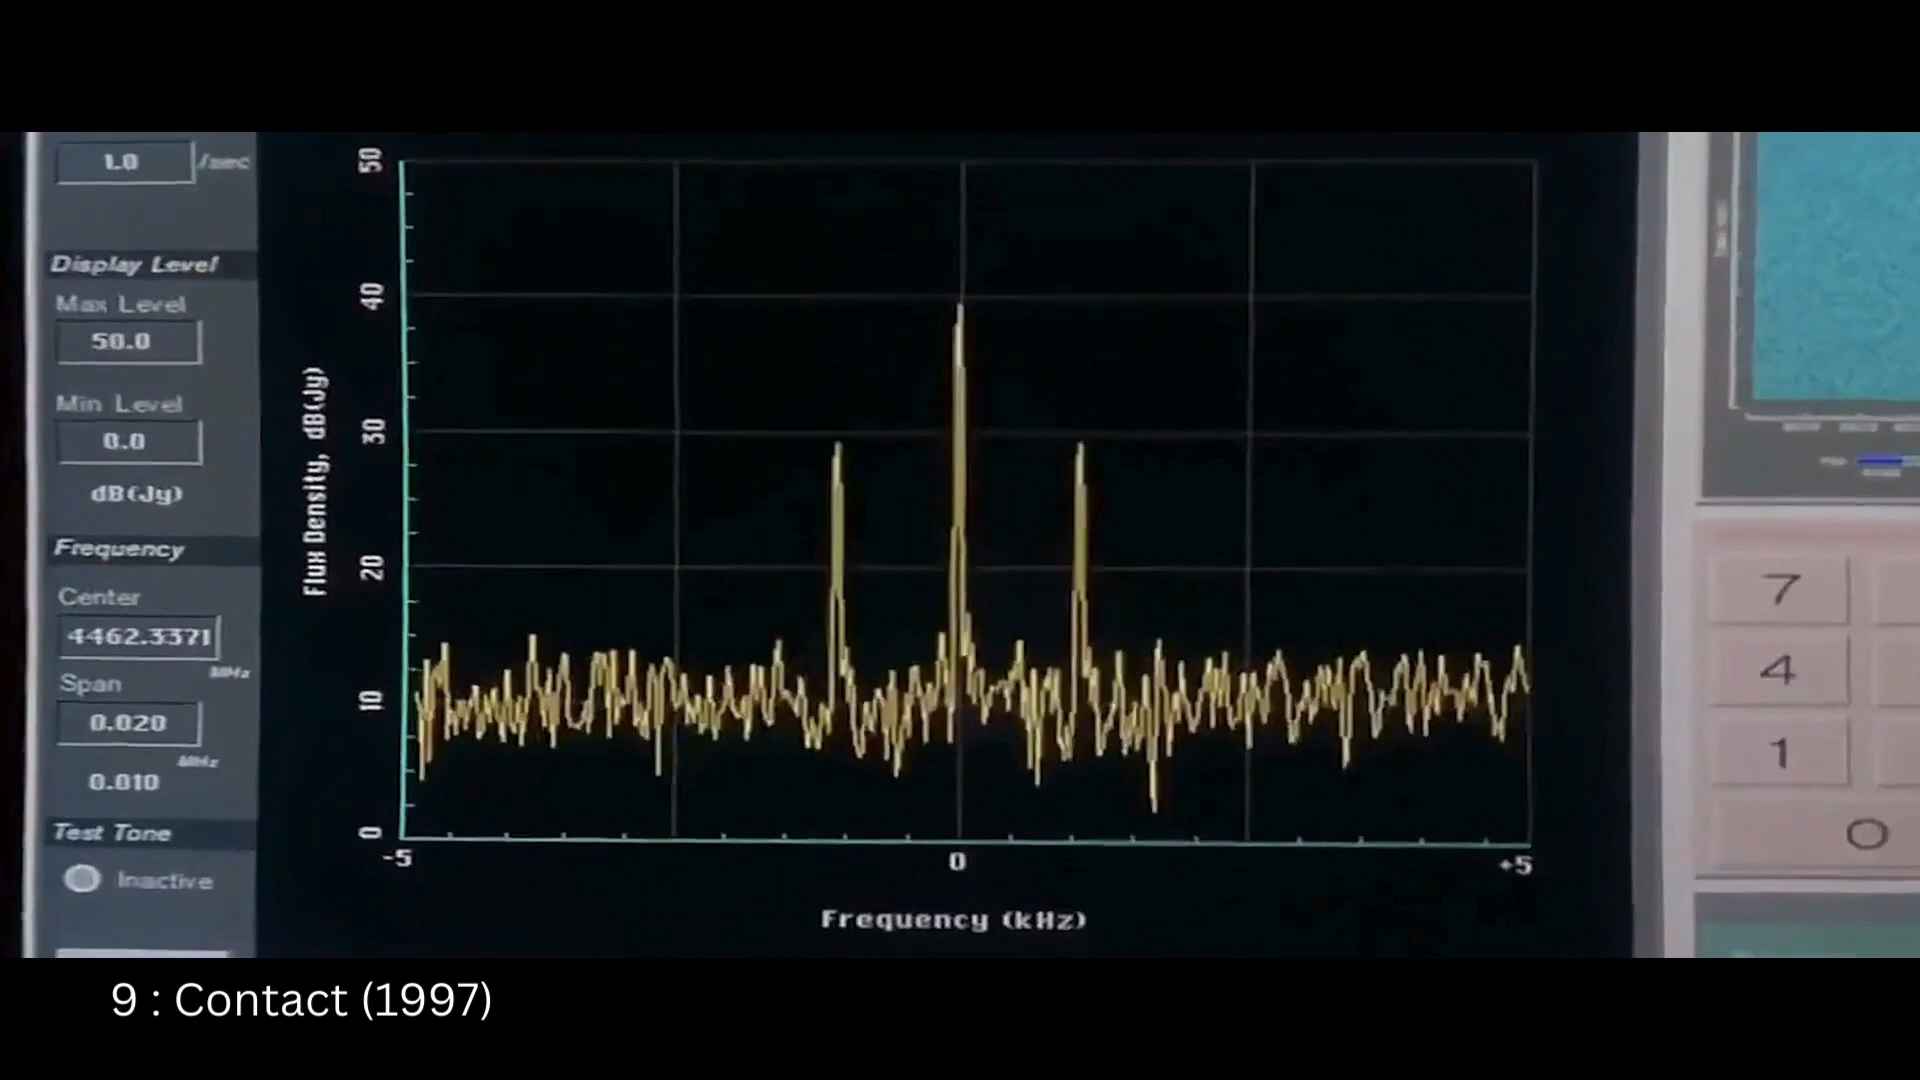 1.0 /sec
Display Level
Max Level
50.0
Min Level
0.0
dB(Jy)
Frequency
Center
4462.3371
MHz
Span
0.020
MHz
0.010
Test Tone
Inactive
50
40
30
20
10
0
Flux Density, dB(Jy)
-5 0 +5
Frequency (kHz)
7
4
1
0
9 : Contact (1997)